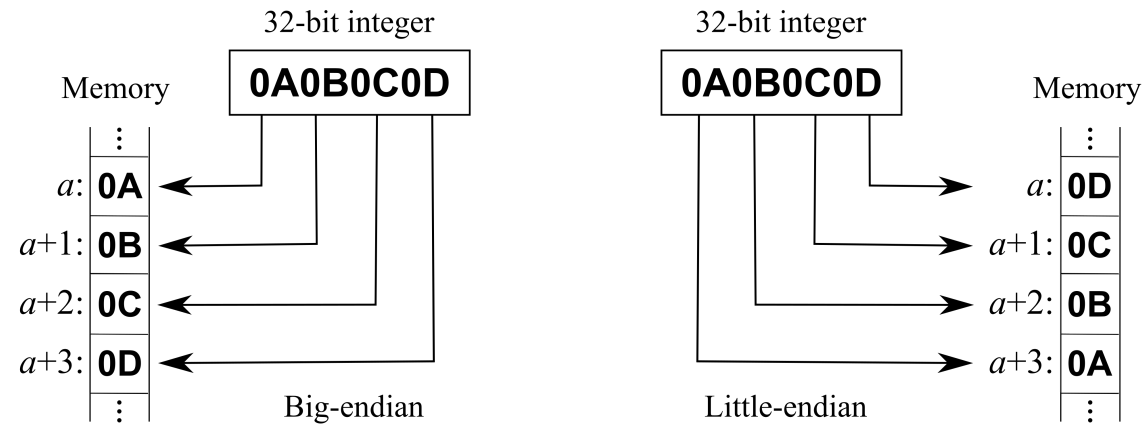 32-bit integer
0A0B0C0D
Memory
⋮
a: 0A
a+1: 0B
a+2: 0C
a+3: 0D
⋮
Big-endian
32-bit integer
0A0B0C0D
Memory
⋮
a: 0D
a+1: 0C
a+2: 0B
a+3: 0A
⋮
Little-endian